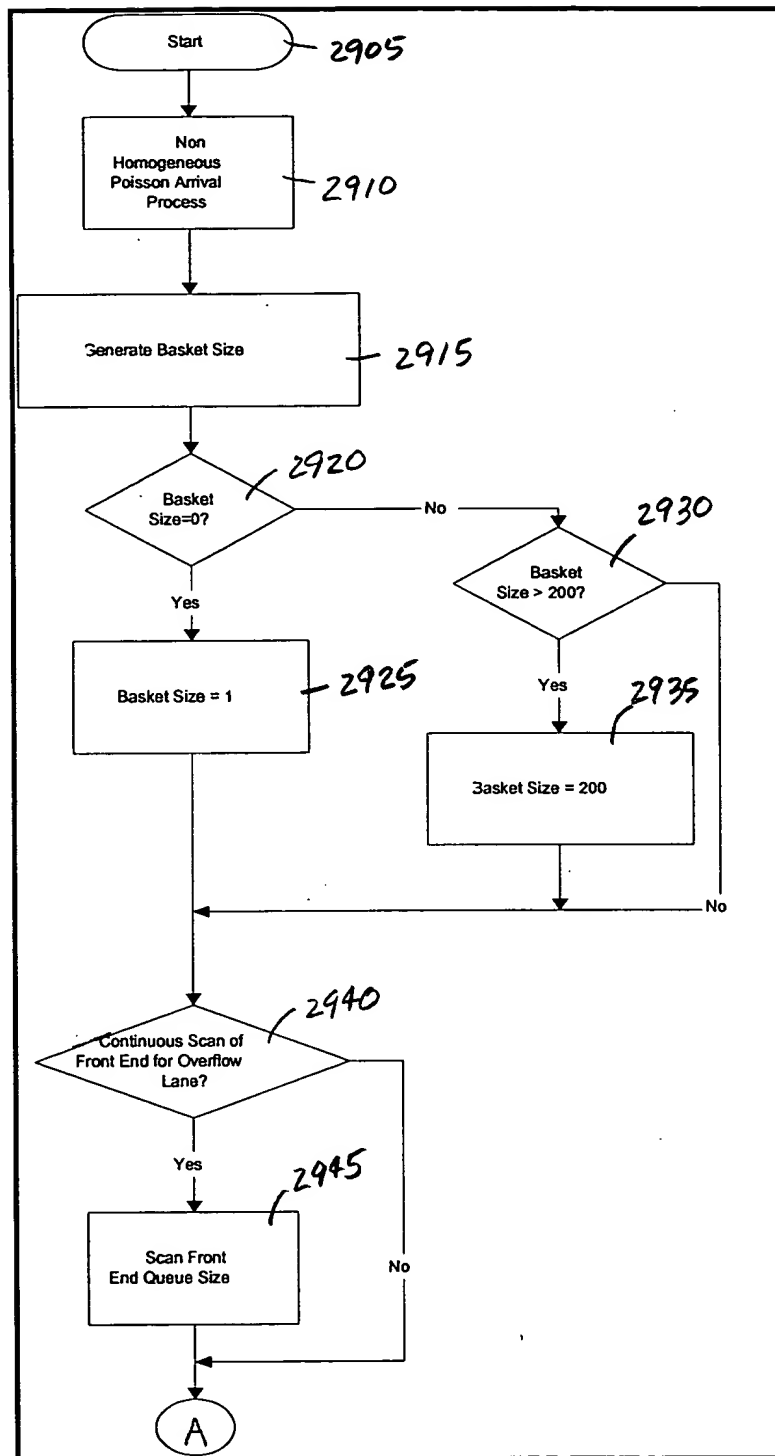 Start
2905
Non
Homogeneous
Poisson Arrival
Process
2910
Generate Basket Size
2915
Basket
Size=0?
2920
No
Yes
Basket
Size > 200?
2930
Basket Size = 1
2925
Yes
Basket Size = 200
2935
No
Continuous Scan of
Front End for Overflow
Lane?
2940
Yes
No
Scan Front
End Queue Size
2945
A